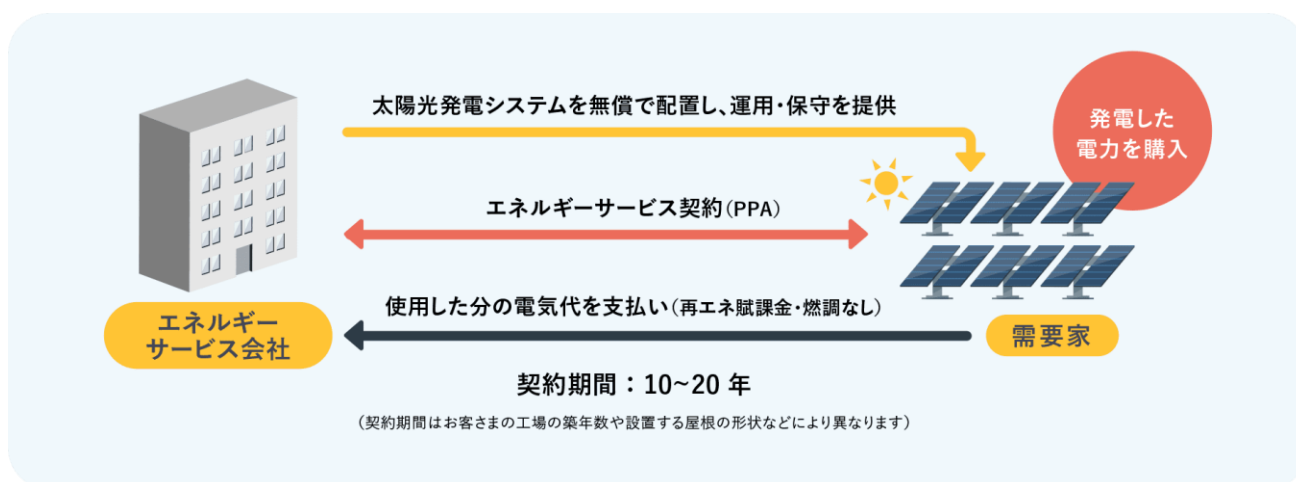 太陽光発電システムを無償で配置し、運用・保守を提供
発電した
電力を購入
エネルギーサービス契約(PPA)
使用した分の電気代を支払い(再エネ賦課金・燃調なし)
エネルギー
サービス会社
需要家
契約期間：10~20 年
(契約期間はお客さまの工場の築年数や設置する屋根の形状などにより異なります)